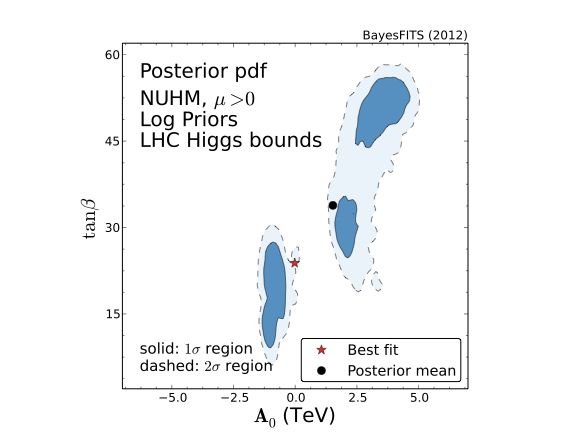 BayesFITS (2012)
Posterior pdf
NUHM, μ >0
Log Priors
LHC Higgs bounds
60
45
30
15
tanβ
solid: 1σ region
dashed: 2σ region
Best fit
Posterior mean
−5.0 −2.5 0.0 2.5 5.0
A₀ (TeV)